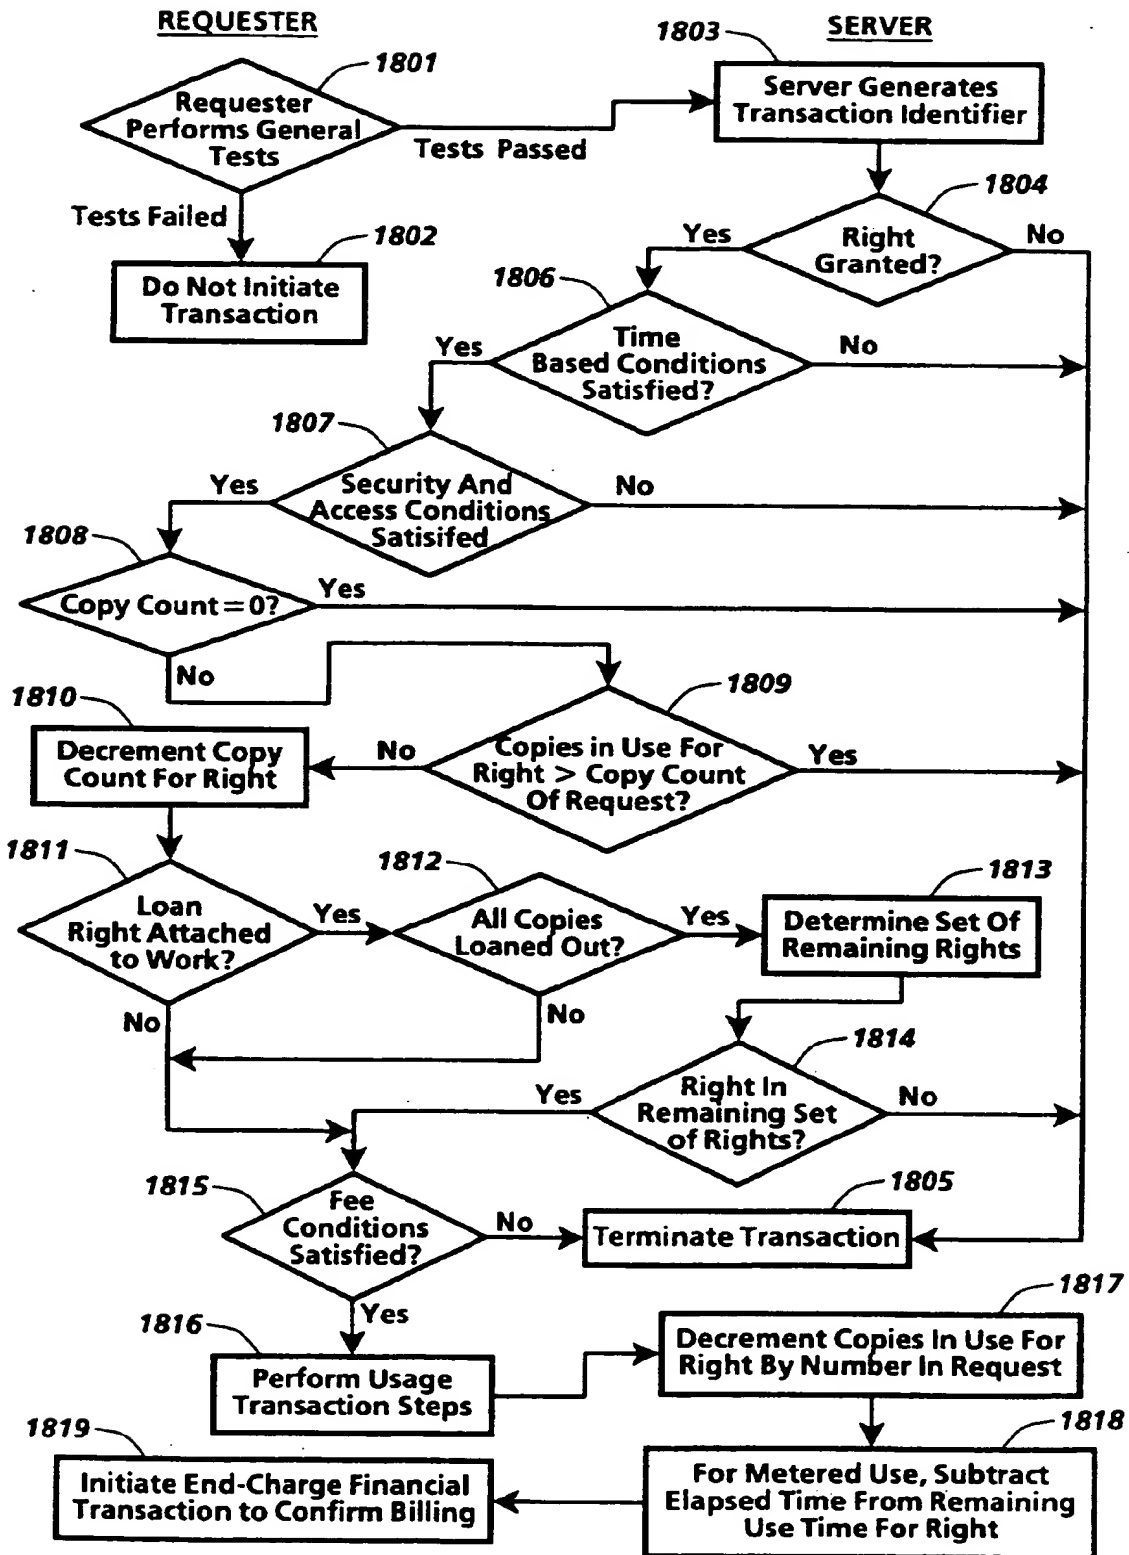 REQUESTER
SERVER
1801
1803
Requester
Performs General
Tests
Tests Passed
Server Generates
Transaction Identifier
Tests Failed
1802
Do Not Initiate
Transaction
1804
Right
Granted?
Yes
No
1806
Time
Based Conditions
Satisfied?
Yes
No
1807
Security And
Access Conditions
Satisifed
Yes
No
1808
Copy Count = 0?
Yes
No
1809
Copies in Use For
Right > Copy Count
Of Request?
No
Yes
1810
Decrement Copy
Count For Right
1811
Loan
Right Attached
to Work?
Yes
No
1812
All Copies
Loaned Out?
Yes
No
1813
Determine Set Of
Remaining Rights
1814
Right In
Remaining Set
of Rights?
Yes
No
1815
Fee
Conditions
Satisfied?
No
Yes
1805
Terminate Transaction
1816
Perform Usage
Transaction Steps
1817
Decrement Copies In Use For
Right By Number In Request
1818
For Metered Use, Subtract
Elapsed Time From Remaining
Use Time For Right
1819
Initiate End-Charge Financial
Transaction to Confirm Billing